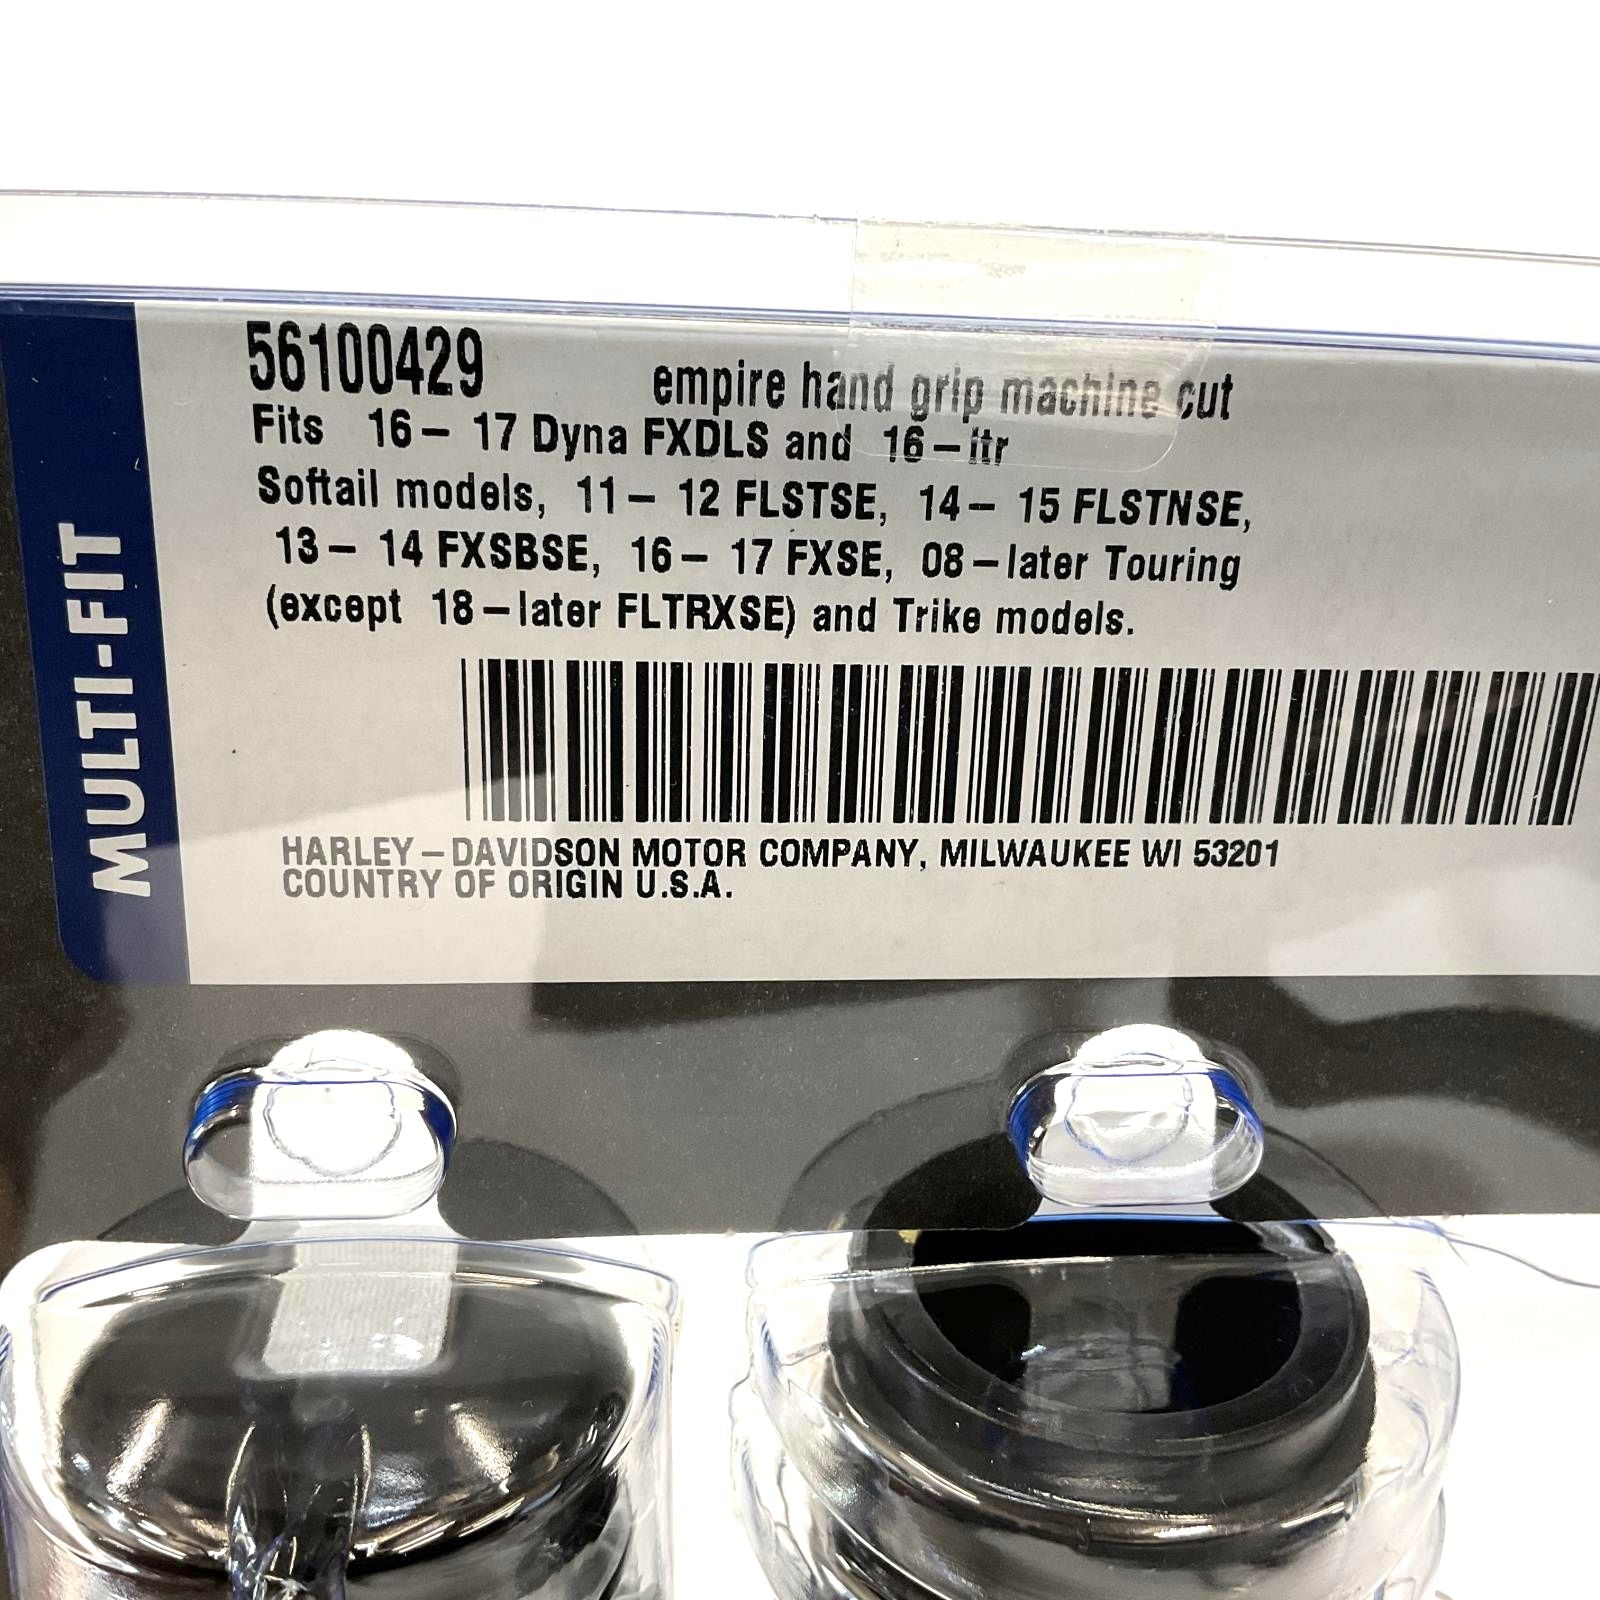 56100429 empire hand grip machine cut
Fits 16- 17 Dyna FXDLS and 16-ltr
Softail models, 11- 12 FLSTSE, 14- 15 FLSTNSE,
13- 14 FXSBSE, 16- 17 FXSE, 08-later Touring
(except 18-later FLTRXSE) and Trike models.
HARLEY-DAVIDSON MOTOR COMPANY, MILWAUKEE WI 53201
COUNTRY OF ORIGIN U.S.A.
MULTI-FIT